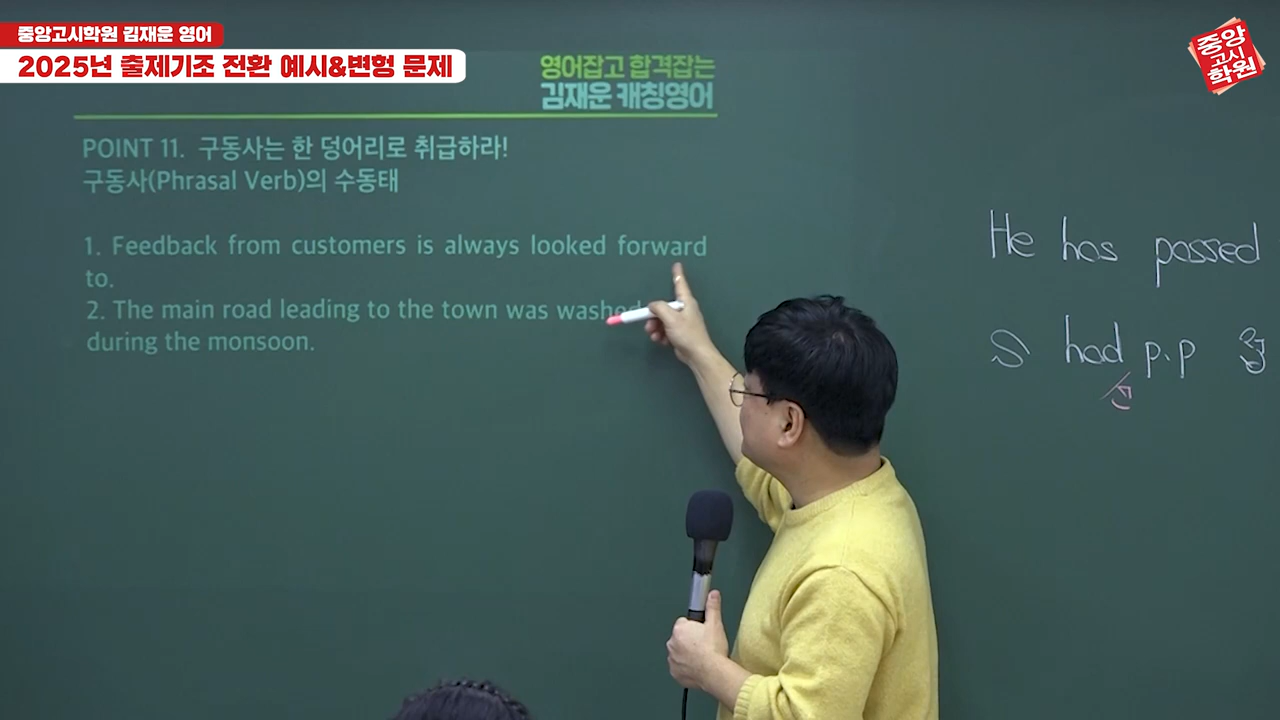 중앙고시학원 김재운 영어
2025년 출제기조 전환 예시&변형 문제
중앙
고시
학원
영어잡고 합격잡는
김재운 캐칭영어
POINT 11. 구동사는 한 덩어리로 취급하라!
구동사(Phrasal Verb)의 수동태
1. Feedback from customers is always looked forward
to.
2. The main road leading to the town was washed
during the monsoon.
He has passed
S had p.p